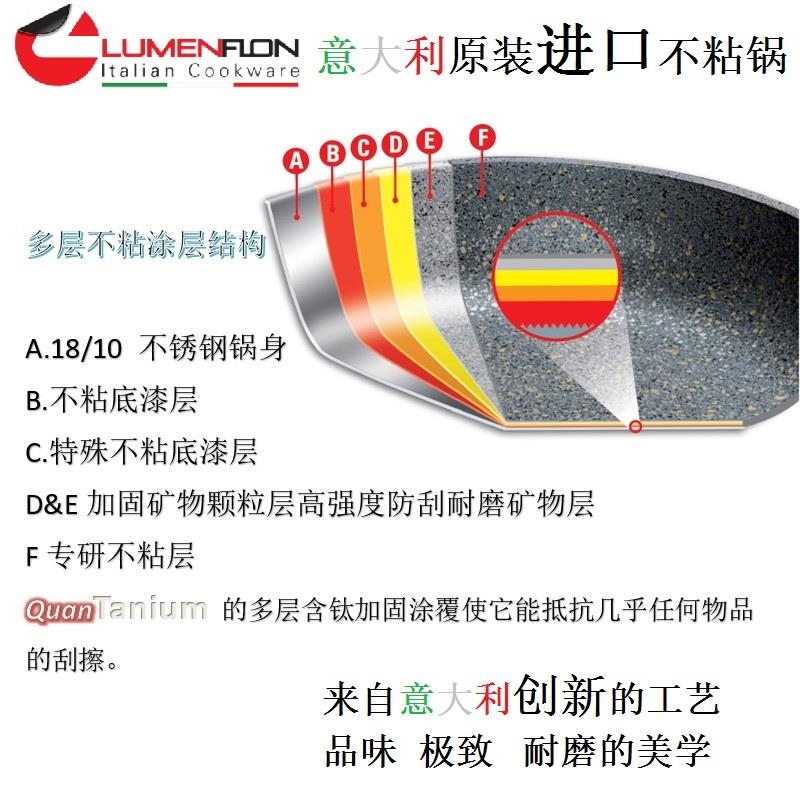 LUMENFLON
Italian Cookware
意大利原装进口不粘锅
A B C D E F
多层不粘涂层结构
A.18/10 不锈钢锅身
B.不粘底漆层
C.特殊不粘底漆层
D&E 加固矿物颗粒层高强度防刮耐磨矿物层
F 专研不粘层
QuanTanium 的多层含钛加固涂覆使它能抵抗几乎任何物品
的刮擦。
来自意大利创新的工艺
品味 极致 耐磨的美学